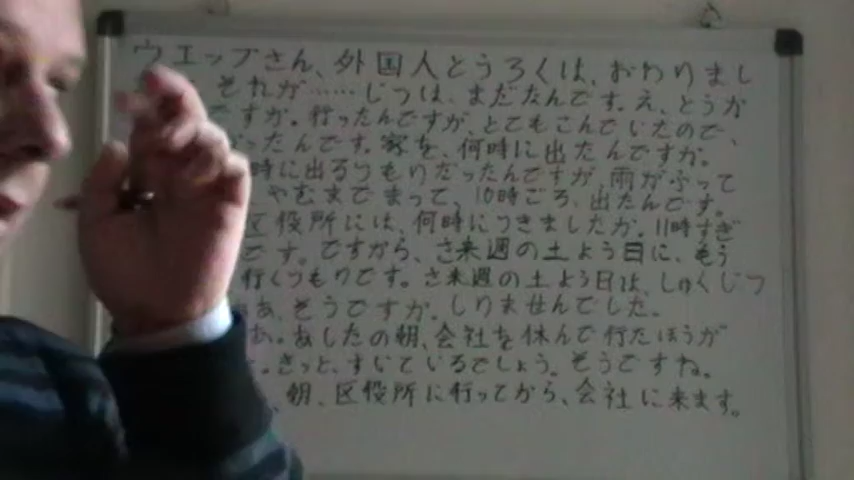 ウエッブさん、外国人とうろくは、おわりまし
それが……じつは、まだなんです。え、どうか
ですか。行ったんですが、とてもこんでいたので、
ったんです。家を、何時に出たんですか。
時に出るつもりだったんですが、雨がふって
やむまでまって、10時ごろ、出たんです。
区役所には、何時につきましたか。11時すぎ
です。ですから、さ来週の土よう日に、もう
行くつもりです。さ来週の土よう日は、しゅくじつ
あ、そうですか。しりませんでした。
あ。あしたの朝、会社を休んで行たほうが
。きっと、すいているでしょう。そうですね。
、朝、区役所に行ってから、会社に来ます。